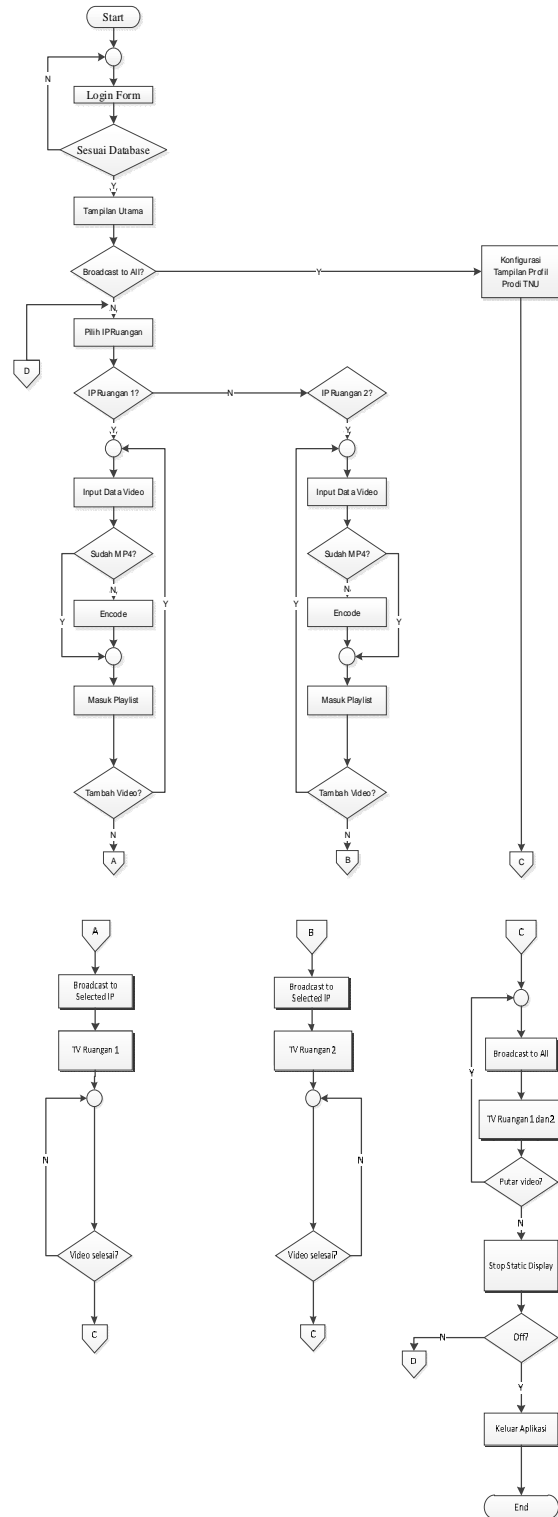 Start
N
Login Form
Sesuai Database
Y
Tampilan Utama
Broadcast to All?
Y
Konfigurasi
Tampilan Profil
Prodi TNU
N
D
Pilih IP Ruangan
IP Ruangan 1?
N
IP Ruangan 2?
Y
Y
Input Data Video
Input Data Video
Sudah MP4?
Sudah MP4?
Y
N
Y
Y
N
Y
Encode
Encode
Masuk Playlist
Masuk Playlist
Tambah Video?
Tambah Video?
N
N
A
B
C
A
B
C
Broadcast to
Selected IP
Broadcast to
Selected IP
Broadcast to All
TV Ruangan 1
TV Ruangan 2
Y
TV Ruangan 1 dan 2
N
N
Putar video?
N
Video selesai?
Video selesai?
Stop Static Display
C
C
Off?
N
D
Y
Keluar Aplikasi
End